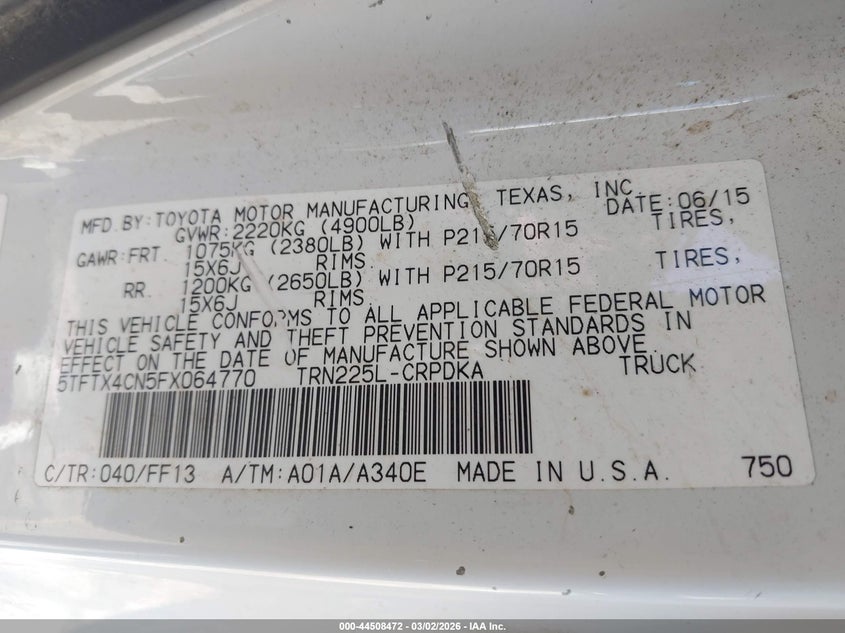 MFD. BY: TOYOTA MOTOR MANUFACTURING, TEXAS, INC.
GVWR: 2220KG (4900LB) DATE: 06/15
GAWR: FRT. 1075KG (2380LB) WITH P215/70R15 TIRES,
15X6J RIMS.
RR. 1200KG (2650LB) WITH P215/70R15 TIRES,
15X6J RIMS.
THIS VEHICLE CONFORMS TO ALL APPLICABLE FEDERAL MOTOR
VEHICLE SAFETY AND THEFT PREVENTION STANDARDS IN
EFFECT ON THE DATE OF MANUFACTURE SHOWN ABOVE.
5TFTX4CN5FX064770 TRN225L-CRPDKA TRUCK
C/TR: 040/FF13 A/TM: A01A/A340E MADE IN U.S.A. 750
000-44508472 | 03/02/2026 | IAA Inc.